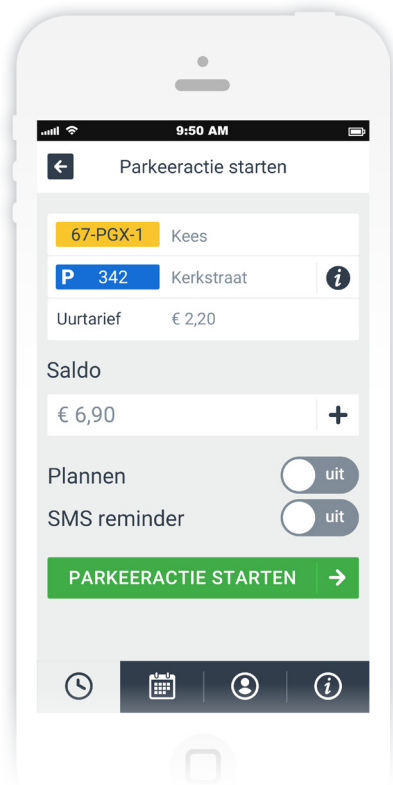 9:50 AM
Parkeeractie starten
67-PGX-1 Kees
P 342 Kerkstraat i
Uurtarief € 2,20
Saldo
€ 6,90 +
Plannen uit
SMS reminder uit
PARKEERACTIE STARTEN
i